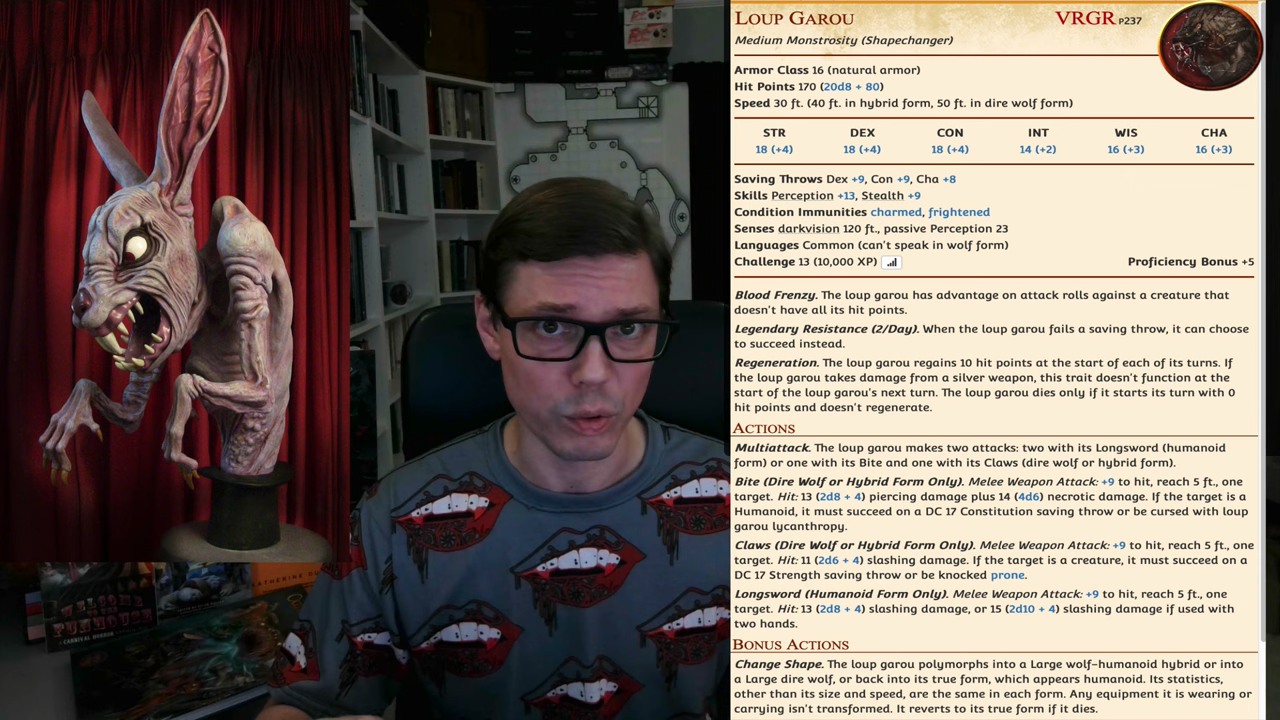 WELCOME
FUNHOUSE
CARNIVAL HORROR
KATHERINE
LOUP GAROU VRGR P237
Medium Monstrosity (Shapechanger)
Armor Class 16 (natural armor)
Hit Points 170 (20d8 + 80)
Speed 30 ft. (40 ft. in hybrid form, 50 ft. in dire wolf form)
STR DEX CON INT WIS CHA
18 (+4) 18 (+4) 18 (+4) 14 (+2) 16 (+3) 16 (+3)
Saving Throws Dex +9, Con +9, Cha +8
Skills Perception +13, Stealth +9
Condition Immunities charmed, frightened
Senses darkvision 120 ft., passive Perception 23
Languages Common (can't speak in wolf form)
Challenge 13 (10,000 XP) Proficiency Bonus +5
Blood Frenzy. The loup garou has advantage on attack rolls against a creature that
doesn't have all its hit points.
Legendary Resistance (2/Day). When the loup garou fails a saving throw, it can choose
to succeed instead.
Regeneration. The loup garou regains 10 hit points at the start of each of its turns. If
the loup garou takes damage from a silver weapon, this trait doesn't function at the
start of the loup garou's next turn. The loup garou dies only if it starts its turn with 0
hit points and doesn't regenerate.
ACTIONS
Multiattack. The loup garou makes two attacks: two with its Longsword (humanoid
form) or one with its Bite and one with its Claws (dire wolf or hybrid form).
Bite (Dire Wolf or Hybrid Form Only). Melee Weapon Attack: +9 to hit, reach 5 ft., one
target. Hit: 13 (2d8 + 4) piercing damage plus 14 (4d6) necrotic damage. If the target is a
Humanoid, it must succeed on a DC 17 Constitution saving throw or be cursed with loup
garou lycanthropy.
Claws (Dire Wolf or Hybrid Form Only). Melee Weapon Attack: +9 to hit, reach 5 ft., one
target. Hit: 11 (2d6 + 4) slashing damage. If the target is a creature, it must succeed on a
DC 17 Strength saving throw or be knocked prone.
Longsword (Humanoid Form Only). Melee Weapon Attack: +9 to hit, reach 5 ft., one
target. Hit: 13 (2d8 + 4) slashing damage, or 15 (2d10 + 4) slashing damage if used with
two hands.
BONUS ACTIONS
Change Shape. The loup garou polymorphs into a Large wolf-humanoid hybrid or into
a Large dire wolf, or back into its true form, which appears humanoid. Its statistics,
other than its size and speed, are the same in each form. Any equipment it is wearing or
carrying isn't transformed. It reverts to its true form if it dies.